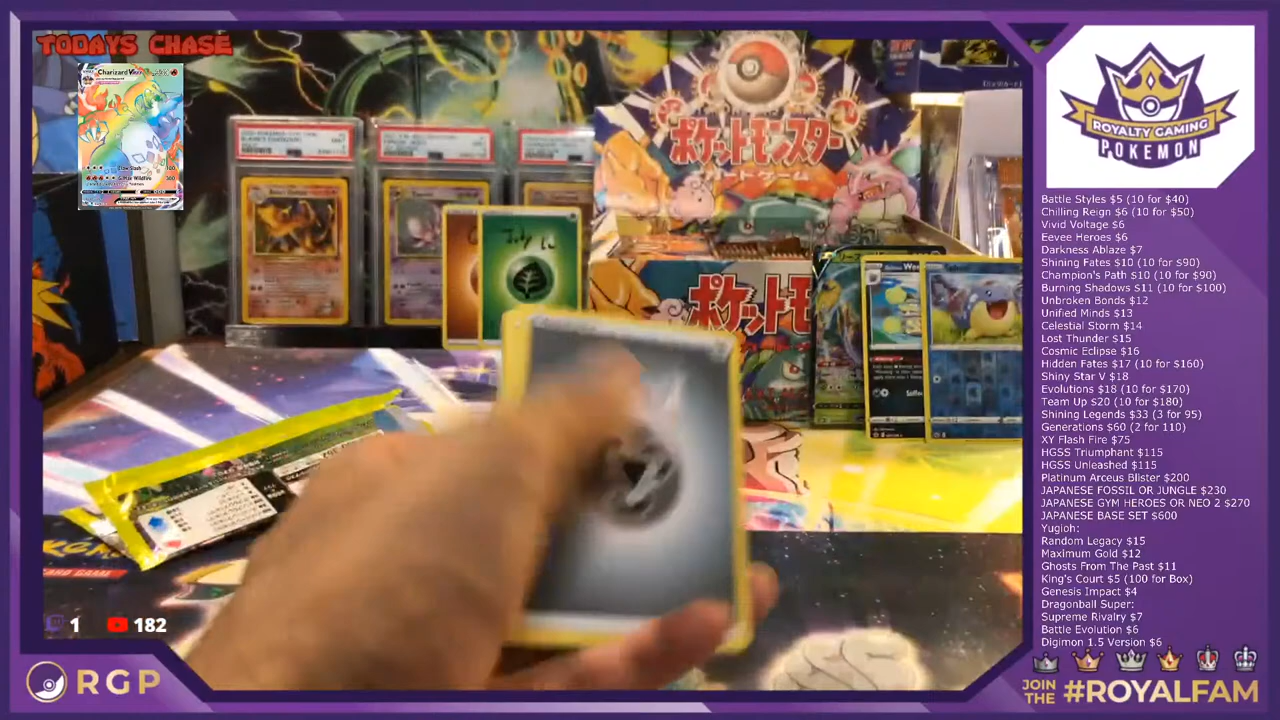 TODAYS CHASE
Charizard
ポケットモンスター
カードゲーム
ROYALTY GAMING
POKEMON
Battle Styles $5 (10 for $40)
Chilling Reign $6 (10 for $50)
Vivid Voltage $6
Eevee Heroes $6
Darkness Ablaze $7
Shining Fates $10 (10 for $90)
Champion's Path $10 (10 for $90)
Burning Shadows $11 (10 for $100)
Unbroken Bonds $12
Unified Minds $13
Celestial Storm $14
Lost Thunder $15
Cosmic Eclipse $16
Hidden Fates $17 (10 for $160)
Shiny Star V $18
Evolutions $18 (10 for $170)
Team Up $20 (10 for $180)
Shining Legends $33 (3 for 95)
Generations $60 (2 for 110)
XY Flash Fire $75
HGSS Triumphant $115
HGSS Unleashed $115
Platinum Arceus Blister $200
JAPANESE FOSSIL OR JUNGLE $230
JAPANESE GYM HEROES OR NEO 2 $270
JAPANESE BASE SET $600
Yugioh:
Random Legacy $15
Maximum Gold $12
Ghosts From The Past $11
King's Court $5 (100 for Box)
Genesis Impact $4
Dragonball Super:
Supreme Rivalry $7
Battle Evolution $6
Digimon 1.5 Version $6
1 182
RGP
JOIN THE #ROYALFAM